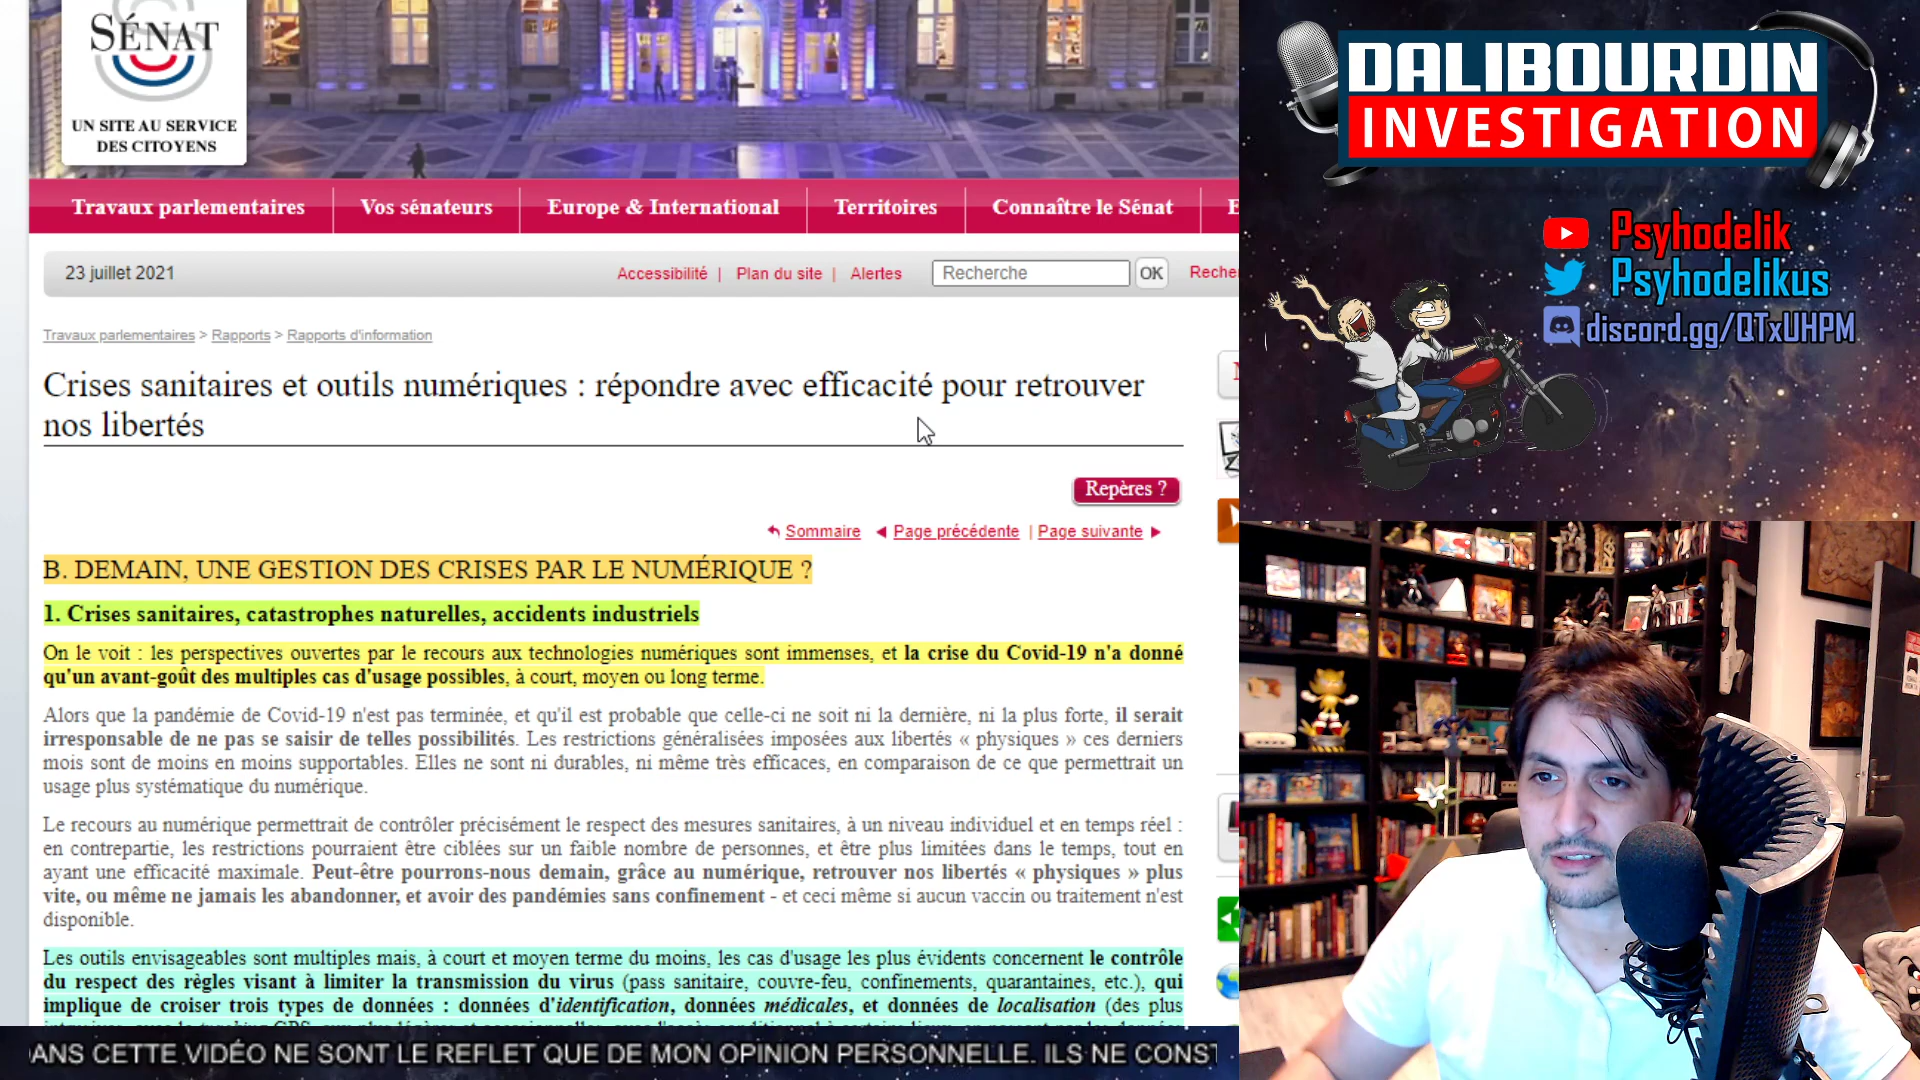 SÉNAT
UN SITE AU SERVICE
DES CITOYENS
Travaux parlementaires
Vos sénateurs
Europe & International
Territoires
Connaître le Sénat
E
23 juillet 2021
Accessibilité |
Plan du site |
Alertes
Recherche
OK
Recher
Travaux parlementaires > Rapports > Rapports d'information
Crises sanitaires et outils numériques : répondre avec efficacité pour retrouver
nos libertés
Repères ?
Sommaire
Page précédente | Page suivante
B. DEMAIN, UNE GESTION DES CRISES PAR LE NUMÉRIQUE ?
1. Crises sanitaires, catastrophes naturelles, accidents industriels
On le voit : les perspectives ouvertes par le recours aux technologies numériques sont immenses, et la crise du Covid-19 n'a donné
qu'un avant-goût des multiples cas d'usage possibles, à court, moyen ou long terme.
Alors que la pandémie de Covid-19 n'est pas terminée, et qu'il est probable que celle-ci ne soit ni la dernière, ni la plus forte, il serait
irresponsable de ne pas se saisir de telles possibilités. Les restrictions généralisées imposées aux libertés « physiques » ces derniers
mois sont de moins en moins supportables. Elles ne sont ni durables, ni même très efficaces, en comparaison de ce que permettrait un
usage plus systématique du numérique.
Le recours au numérique permettrait de contrôler précisément le respect des mesures sanitaires, à un niveau individuel et en temps réel :
en contrepartie, les restrictions pourraient être ciblées sur un faible nombre de personnes, et être plus limitées dans le temps, tout en
ayant une efficacité maximale. Peut-être pourrons-nous demain, grâce au numérique, retrouver nos libertés « physiques » plus
vite, ou même ne jamais les abandonner, et avoir des pandémies sans confinement - et ceci même si aucun vaccin ou traitement n'est
disponible.
Les outils envisageables sont multiples mais, à court et moyen terme du moins, les cas d'usage les plus évidents concernent le contrôle
du respect des règles visant à limiter la transmission du virus (pass sanitaire, couvre-feu, confinements, quarantaines, etc.), qui
implique de croiser trois types de données : données d'identification, données médicales, et données de localisation (des plus
DANS CETTE VIDÉO NE SONT LE REFLET QUE DE MON OPINION PERSONNELLE. ILS NE CONST
DALIBOURDIN
INVESTIGATION
Psyhodelik
Psyhodelikus
discord.gg/QTxUHPM